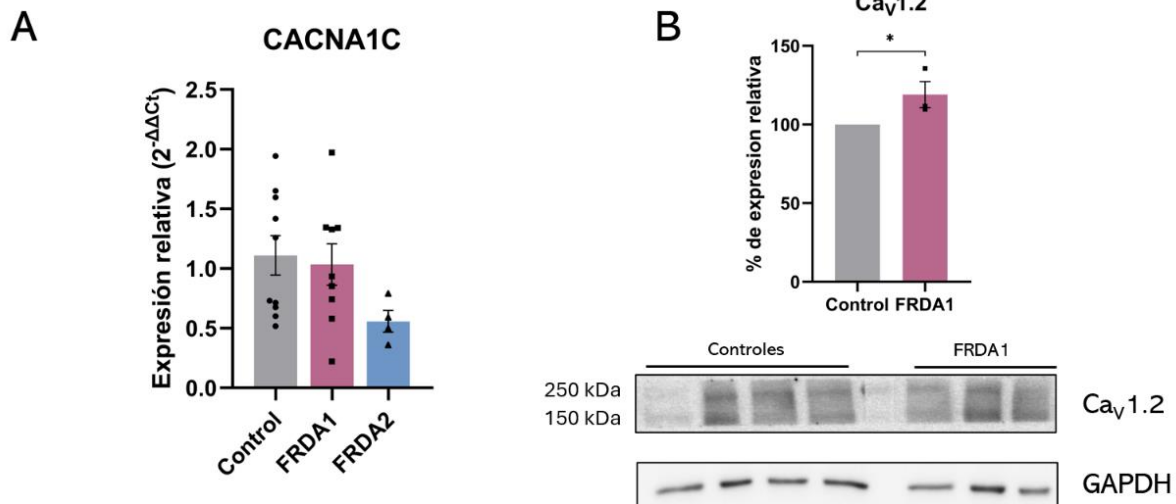 A
CACNA1C
Expresión relativa (2^-ΔΔCt)
2.5
2.0
1.5
1.0
0.5
0.0
Control
FRDA1
FRDA2
B
CaV1.2
% de expresion relativa
150
100
50
0
*
Control FRDA1
Controles FRDA1
250 kDa
150 kDa
CaV1.2
GAPDH